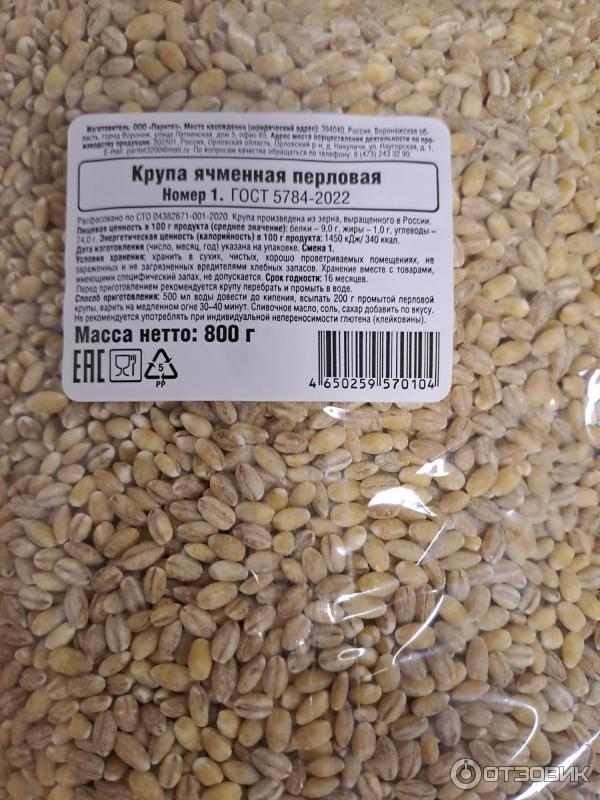 Изготовитель: ООО «Паритет». Место нахождения (юридический адрес): 394040, Россия, Воронежская об-
ласть, город Воронеж, улица Латненская, дом 5, офис 65. Адрес места осуществления деятельности по про-
изводству продукции: 302501, Россия, Орловская область, Орловский р-н, д. Никуличи, ул. Наугорская, д. 1.
E-mail: paritet3200@mail.ru По вопросам качества обращаться по телефону: 8 (473) 243 32 90.
Крупа ячменная перловая
Номер 1. ГОСТ 5784-2022
Расфасовано по СТО 04382671-001-2020. Крупа произведена из зерна, выращенного в России.
Пищевая ценность в 100 г продукта (среднее значение): белки – 9,0 г, жиры – 1,0 г, углеводы –
74,0 г. Энергетическая ценность (калорийность) в 100 г продукта: 1450 кДж/ 340 ккал.
Дата изготовления (число, месяц, год) указана на упаковке. Смена 1.
Условия хранения: хранить в сухих, чистых, хорошо проветриваемых помещениях, не
зараженных и не загрязненных вредителями хлебных запасов. Хранение вместе с товарами,
имеющими специфический запах, не допускается. Срок годности: 16 месяцев.
Перед приготовлением рекомендуется крупу перебрать и промыть в воде.
Способ приготовления: 500 мл воды довести до кипения, всыпать 200 г промытой перловой
крупы, варить на медленном огне 30–40 минут. Сливочное масло, соль, сахар добавить по вкусу.
Не рекомендуется употреблять при индивидуальной непереносимости глютена (клейковины).
Масса нетто: 800 г
ЕАС
5
PP
4 650259 570104
ОТЗОВИК